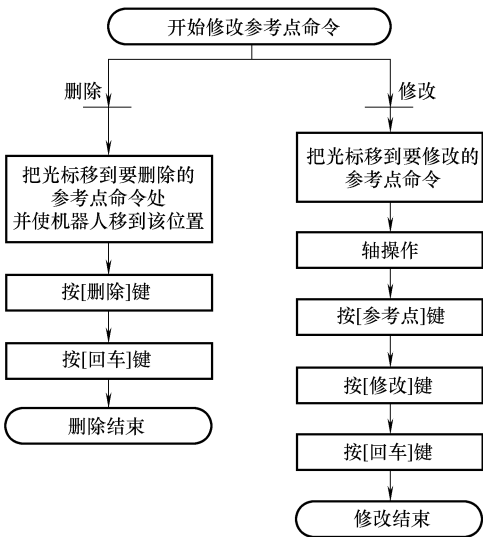 开始修改参考点命令
删除
把光标移到要删除的
参考点命令处
并使机器人移到该位置
按[删除]键
按[回车]键
删除结束
修改
把光标移到要修改的
参考点命令
轴操作
按[参考点]键
按[修改]键
按[回车]键
修改结束